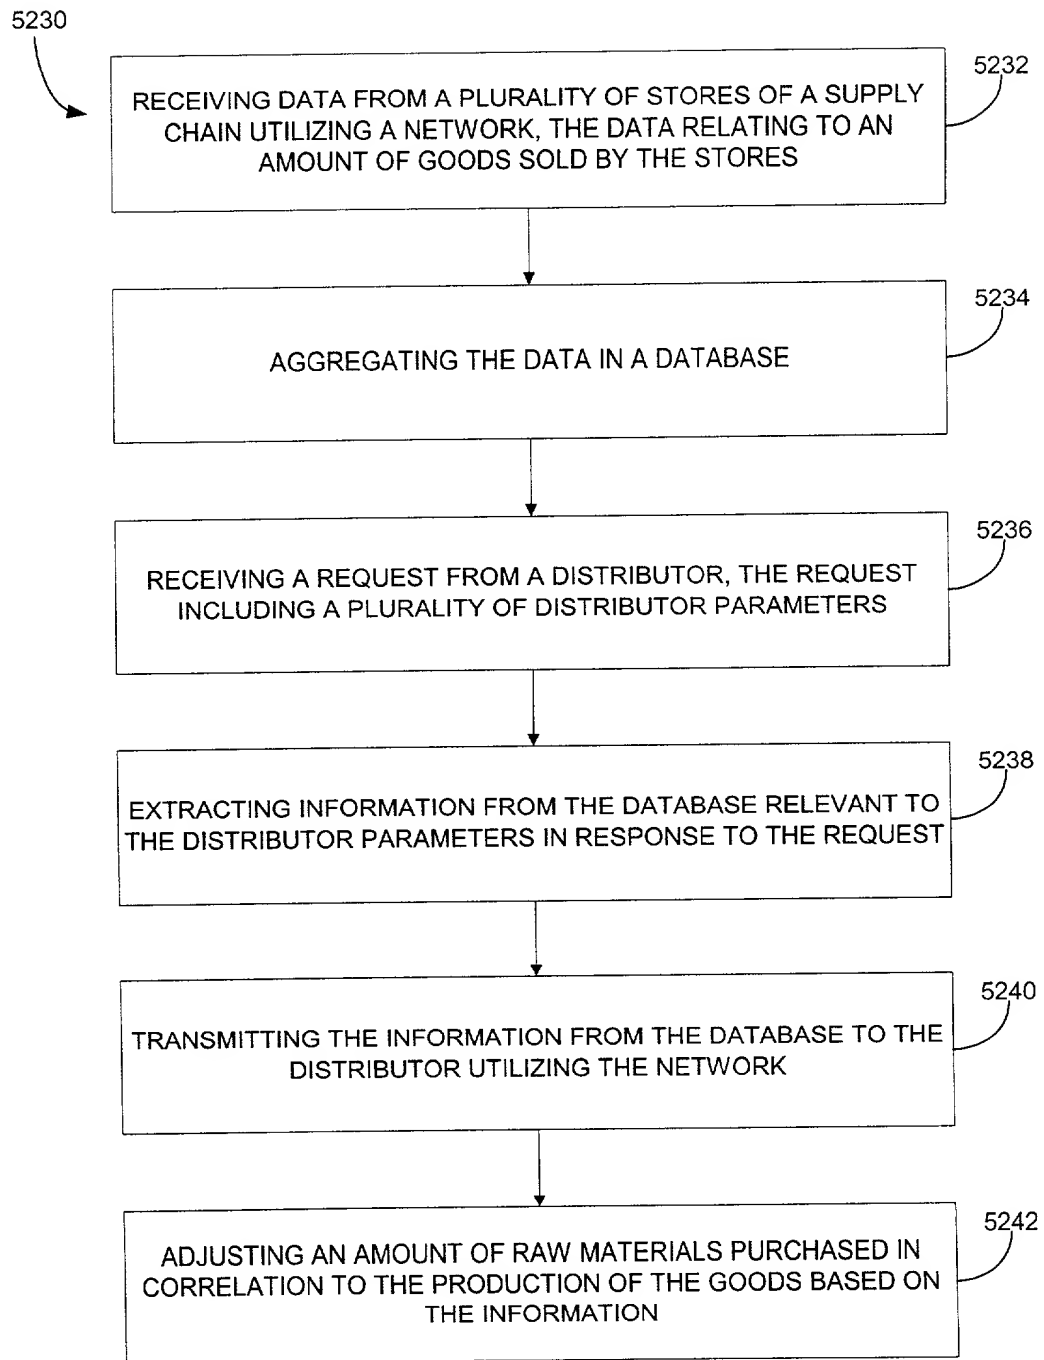 5230
5232
RECEIVING DATA FROM A PLURALITY OF STORES OF A SUPPLY
CHAIN UTILIZING A NETWORK, THE DATA RELATING TO AN
AMOUNT OF GOODS SOLD BY THE STORES
5234
AGGREGATING THE DATA IN A DATABASE
5236
RECEIVING A REQUEST FROM A DISTRIBUTOR, THE REQUEST
INCLUDING A PLURALITY OF DISTRIBUTOR PARAMETERS
5238
EXTRACTING INFORMATION FROM THE DATABASE RELEVANT TO
THE DISTRIBUTOR PARAMETERS IN RESPONSE TO THE REQUEST
5240
TRANSMITTING THE INFORMATION FROM THE DATABASE TO THE
DISTRIBUTOR UTILIZING THE NETWORK
5242
ADJUSTING AN AMOUNT OF RAW MATERIALS PURCHASED IN
CORRELATION TO THE PRODUCTION OF THE GOODS BASED ON
THE INFORMATION